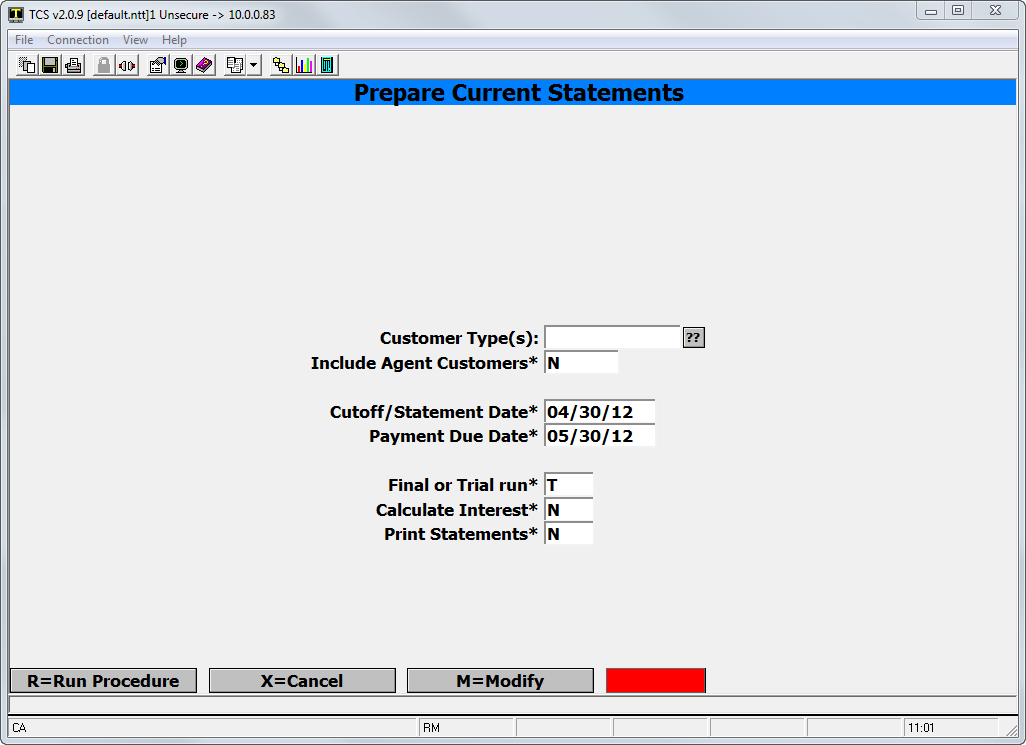 TCS v2.0.9 [default.ntt]1 Unsecure -> 10.0.0.83
File Connection View Help
Prepare Current Statements
Customer Type(s): ??
Include Agent Customers* N
Cutoff/Statement Date* 04/30/12
Payment Due Date* 05/30/12
Final or Trial run* T
Calculate Interest* N
Print Statements* N
R=Run Procedure X=Cancel M=Modify
CA RM 11:01